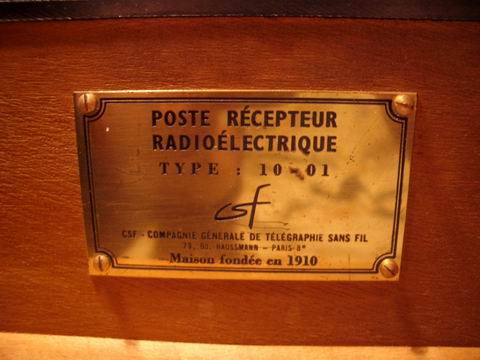 POSTE RÉCEPTEUR
RADIOÉLECTRIQUE
TYPE : 10-01
csf
CSF - COMPAGNIE GÉNÉRALE DE TÉLÉGRAPHIE SANS FIL
79, BD. HAUSSMANN - PARIS-8e
Maison fondée en 1910